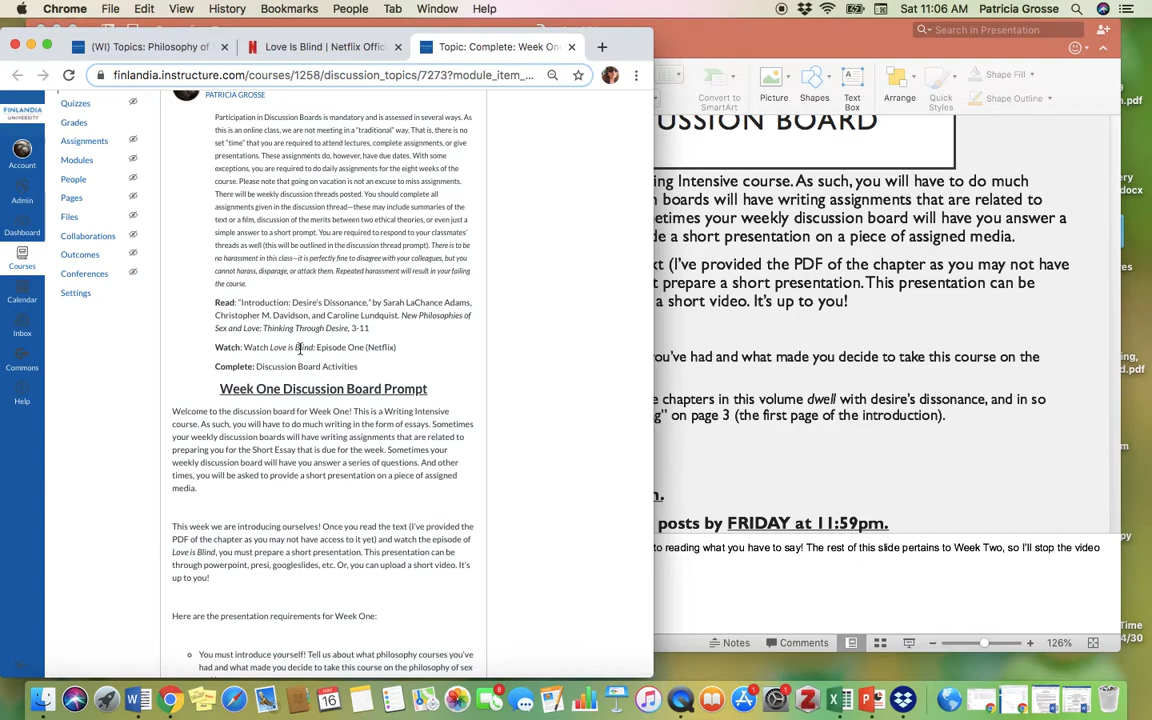 Chrome File Edit View History Bookmarks People Tab Window Help
Sat 11:06 AM Patricia Grosse
(WI) Topics: Philosophy of
Love Is Blind | Netflix Offic
Topic: Complete: Week On
finlandia.instructure.com/courses/1258/discussion_topics/7273?module_item_...
Search in Presentation
FINLANDIA
UNIVERSITY
Account
Admin
Dashboard
Courses
Calendar
Inbox
Commons
Help
Quizzes
Grades
Assignments
Modules
People
Pages
Files
Collaborations
Outcomes
Conferences
Settings
PATRICIA GROSSE
Participation in Discussion Boards is mandatory and is assessed in several ways. As
this is an online class, we are not meeting in a "traditional" way. That is, there is no
set "time" that you are required to attend lectures, complete assignments, or give
presentations. These assignments do, however, have due dates. With some
exceptions, you are required to do daily assignments for the eight weeks of the
course. Please note that going on vacation is not an excuse to miss assignments.
There will be weekly discussion threads posted. You should complete all
assignments given in the discussion thread—these may include summaries of the
text or a film, discussion of the merits between two ethical theories, or even just a
simple answer to a short prompt. You are required to respond to your classmates'
threads as well (this will be outlined in the discussion thread prompt). There is to be
no harassment in this class—it is perfectly fine to disagree with your colleagues, but you
cannot harass, disparage, or attack them. Repeated harassment will result in your failing
the course.
Read: "Introduction: Desire's Dissonance," by Sarah LaChance Adams,
Christopher M. Davidson, and Caroline Lundquist. New Philosophies of
Sex and Love: Thinking Through Desire, 3-11
Watch: Watch Love is Blind: Episode One (Netflix)
Complete: Discussion Board Activities
Week One Discussion Board Prompt
Welcome to the discussion board for Week One! This is a Writing Intensive
course. As such, you will have to do much writing in the form of essays. Sometimes
your weekly discussion boards will have writing assignments that are related to
preparing you for the Short Essay that is due for the week. Sometimes your
weekly discussion board will have you answer a series of questions. And other
times, you will be asked to provide a short presentation on a piece of assigned
media.
This week we are introducing ourselves! Once you read the text (I've provided the
PDF of the chapter as you may not have access to it yet) and watch the episode of
Love is Blind, you must prepare a short presentation. This presentation can be
through powerpoint, presi, googleslides, etc. Or, you can upload a short video. It's
up to you!
Here are the presentation requirements for Week One:
You must introduce yourself! Tell us about what philosophy courses you've
had and what made you decide to take this course on the philosophy of sex
Convert to
SmartArt
Picture
Shapes
Text
Box
Arrange
Quick
Styles
Shape Fill
Shape Outline
CUSSION BOARD
ing Intensive course. As such, you will have to do much
n boards will have writing assignments that are related to
etimes your weekly discussion board will have you answer a
de a short presentation on a piece of assigned media.
xt (I've provided the PDF of the chapter as you may not have
t prepare a short presentation. This presentation can be
a short video. It's up to you!
you've had and what made you decide to take this course on the
e chapters in this volume dwell with desire's dissonance, and in so
ng" on page 3 (the first page of the introduction).
m.
posts by FRIDAY at 11:59pm.
to reading what you have to say! The rest of this slide pertains to Week Two, so I'll stop the video
Notes Comments 126%
.pdf
ery
docx
es
ing,
d.pdf
m
py
Time
4/30
MAY
16
8
1
1